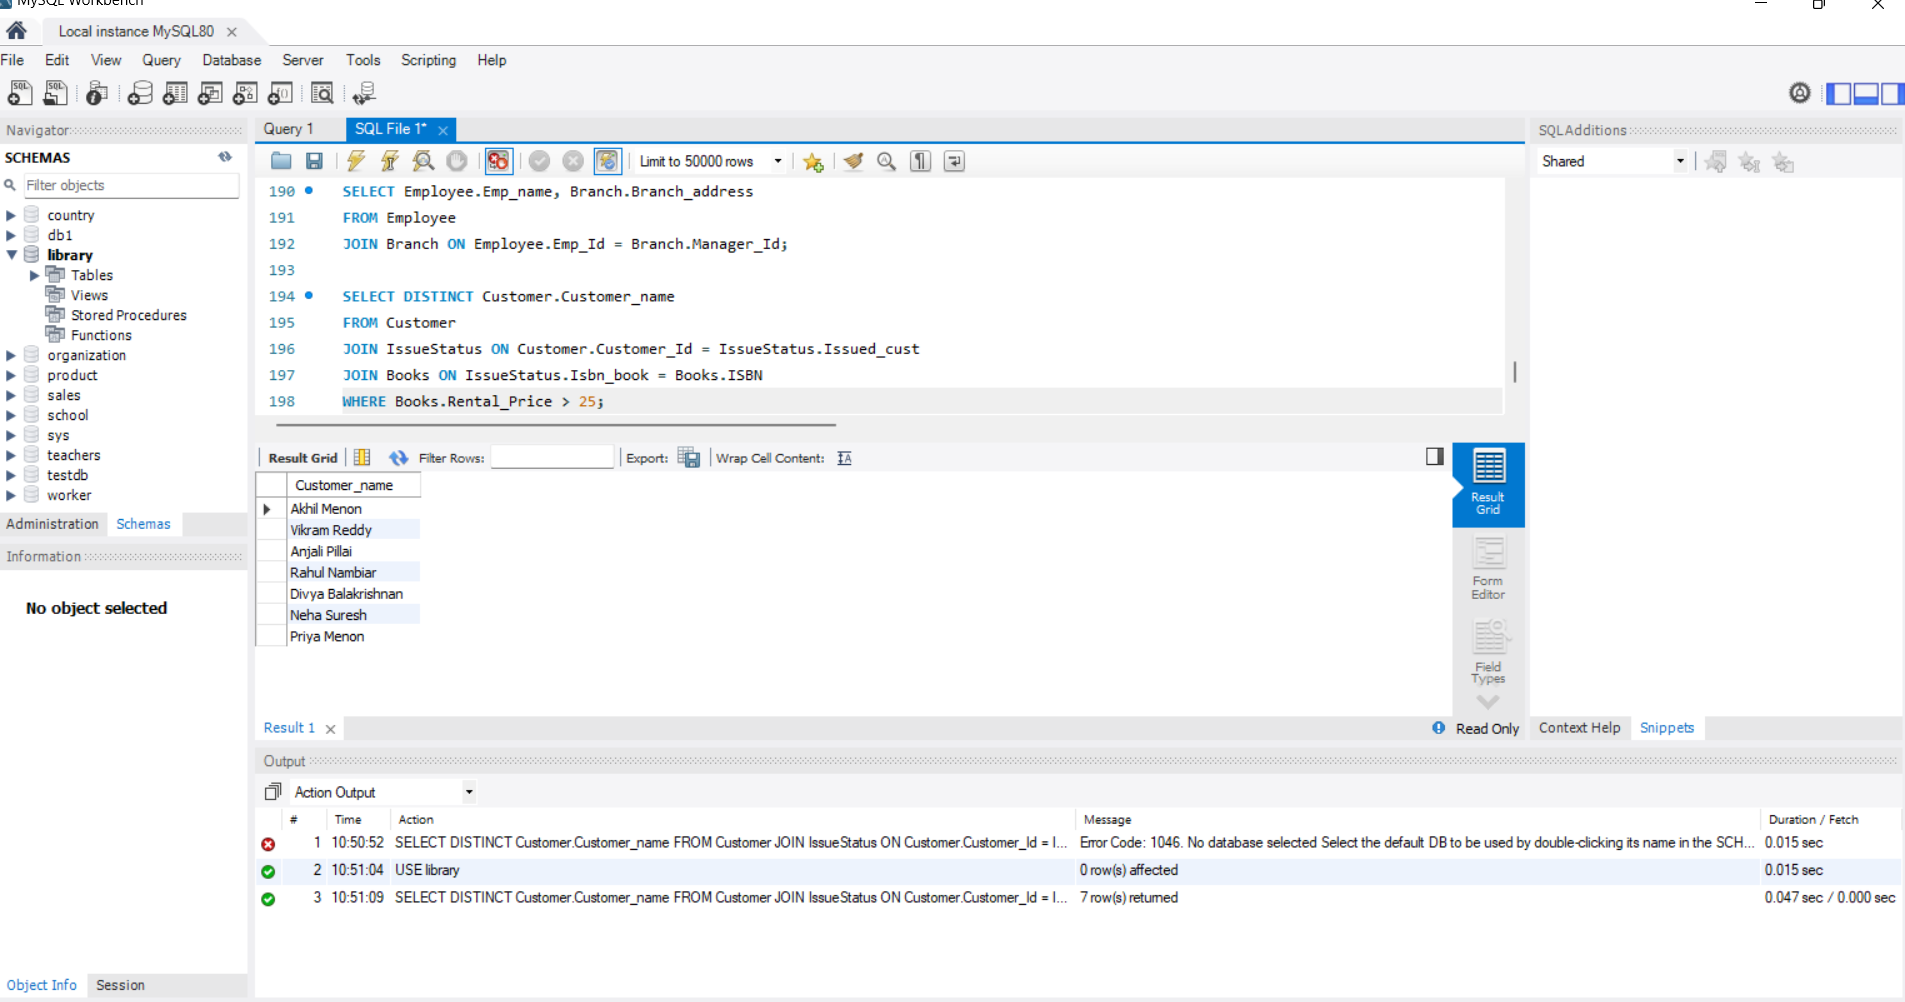 MySQL Workbench
Local instance MySQL80
File Edit View Query Database Server Tools Scripting Help
Navigator
SCHEMAS
Filter objects
country
db1
library
Tables
Views
Stored Procedures
Functions
organization
product
sales
school
sys
teachers
testdb
worker
Administration Schemas
Information
No object selected
Object Info Session
Query 1 SQL File 1*
Limit to 50000 rows
190 SELECT Employee.Emp_name, Branch.Branch_address
191 FROM Employee
192 JOIN Branch ON Employee.Emp_Id = Branch.Manager_Id;
193
194 SELECT DISTINCT Customer.Customer_name
195 FROM Customer
196 JOIN IssueStatus ON Customer.Customer_Id = IssueStatus.Issued_cust
197 JOIN Books ON IssueStatus.Isbn_book = Books.ISBN
198 WHERE Books.Rental_Price > 25;
Result Grid Filter Rows: Export: Wrap Cell Content:
Customer_name
Akhil Menon
Vikram Reddy
Anjali Pillai
Rahul Nambiar
Divya Balakrishnan
Neha Suresh
Priya Menon
Result Grid
Form Editor
Field Types
Result 1 Read Only
SQLAdditions
Shared
Context Help Snippets
Output
Action Output
# Time Action Message Duration / Fetch
1 10:50:52 SELECT DISTINCT Customer.Customer_name FROM Customer JOIN IssueStatus ON Customer.Customer_Id = I... Error Code: 1046. No database selected Select the default DB to be used by double-clicking its name in the SCH... 0.015 sec
2 10:51:04 USE library 0 row(s) affected 0.015 sec
3 10:51:09 SELECT DISTINCT Customer.Customer_name FROM Customer JOIN IssueStatus ON Customer.Customer_Id = I... 7 row(s) returned 0.047 sec / 0.000 sec